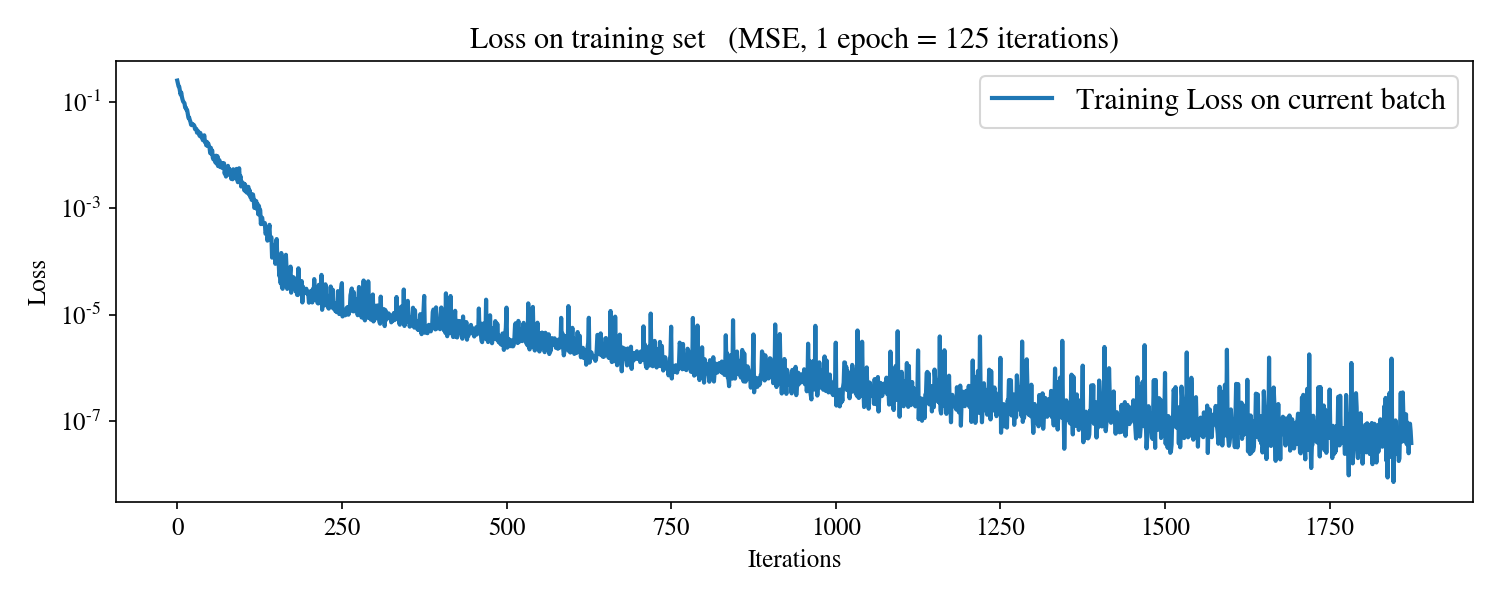 Loss on training set (MSE, 1 epoch = 125 iterations)
Training Loss on current batch
Loss
10⁻¹
10⁻³
10⁻⁵
10⁻⁷
0 250 500 750 1000 1250 1500 1750
Iterations